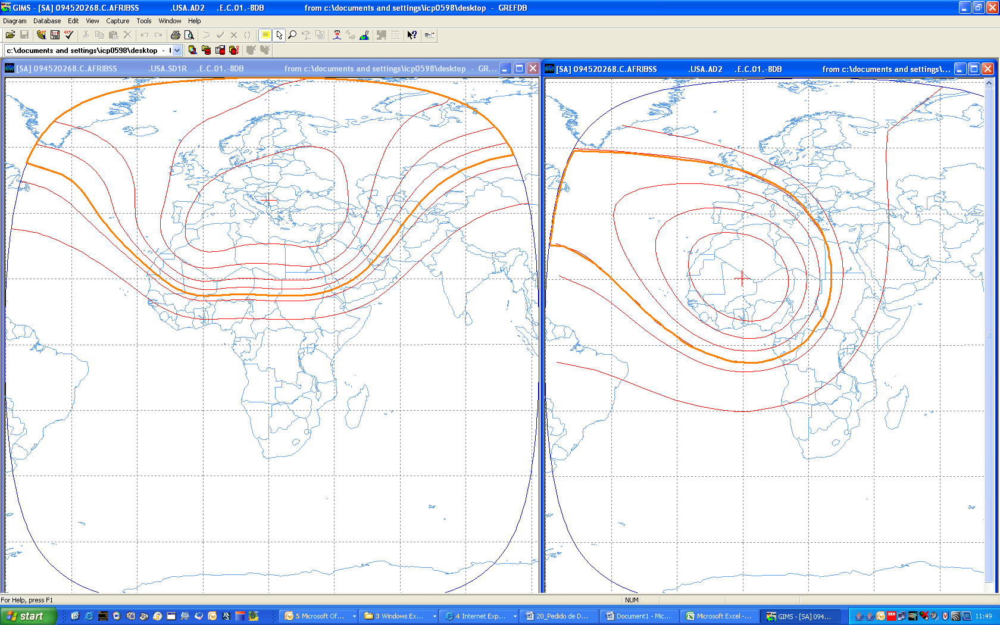 GIMS - [SA] 094520268.C.AFRIBSS .USA.AD2 .E.C.01.-8DB from c:\documents and settings\icp0598\desktop - GREFDB
Diagram Database Edit View Capture Tools Window Help
c:\documents and settings\icp0598\desktop - (
[SA] 094520268.C.AFRIBSS .USA.SD1R .E.C.01.-8DB from c:\documents and settings\icp0598\desktop - GR...
[SA] 094520268.C.AFRIBSS .USA.AD2 .E.C.01.-8DB from c:\documents and settings\...
For Help, press F1
NUM
start
5 Microsoft Of...
3 Windows Ex...
4 Internet Exp...
20_Pedido de D...
Document1 - Mic...
Microsoft Excel -...
GIMS - [SA] 094...
11:49